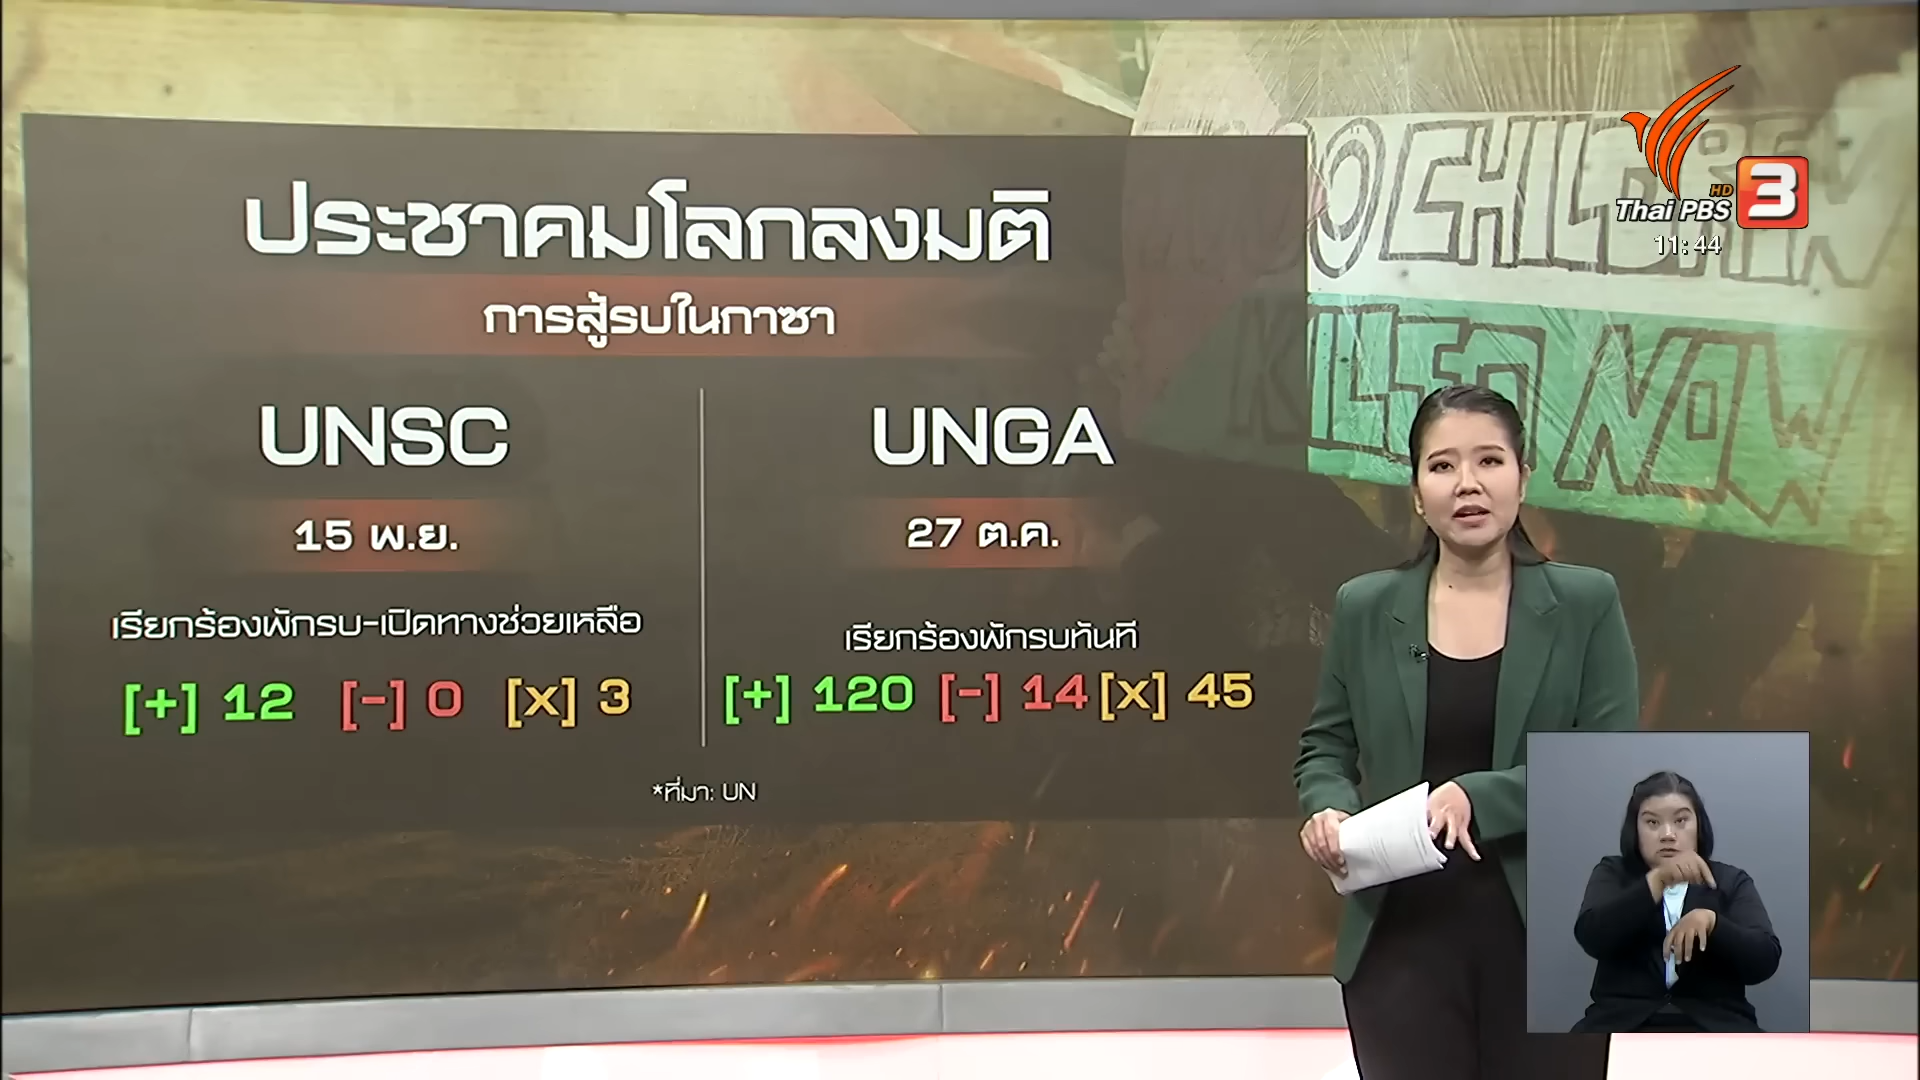 ประชาคมโลกลงมติ
การสู้รบในกาซา
UNSC
15 พ.ย.
เรียกร้องพักรบ-เปิดทางช่วยเหลือ
[+] 12 [-] 0 [x] 3
UNGA
27 ต.ค.
เรียกร้องพักรบทันที
[+] 120 [-] 14 [x] 45
*ที่มา: UN
CHILDREN
KILLED NOW
HD
Thai PBS 3
11:44